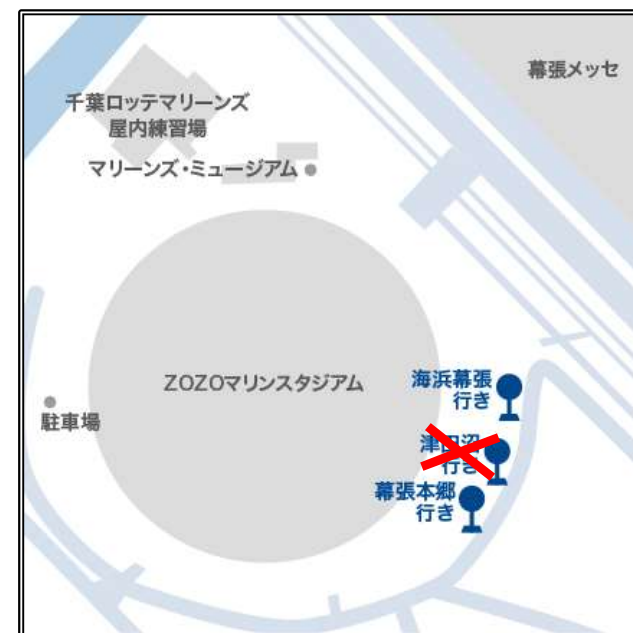 幕張メッセ
千葉ロッテマリーンズ
屋内練習場
マリーンズ・ミュージアム
ZOZOマリンスタジアム
駐車場
海浜幕張
行き
津田沼
行き
幕張本郷
行き